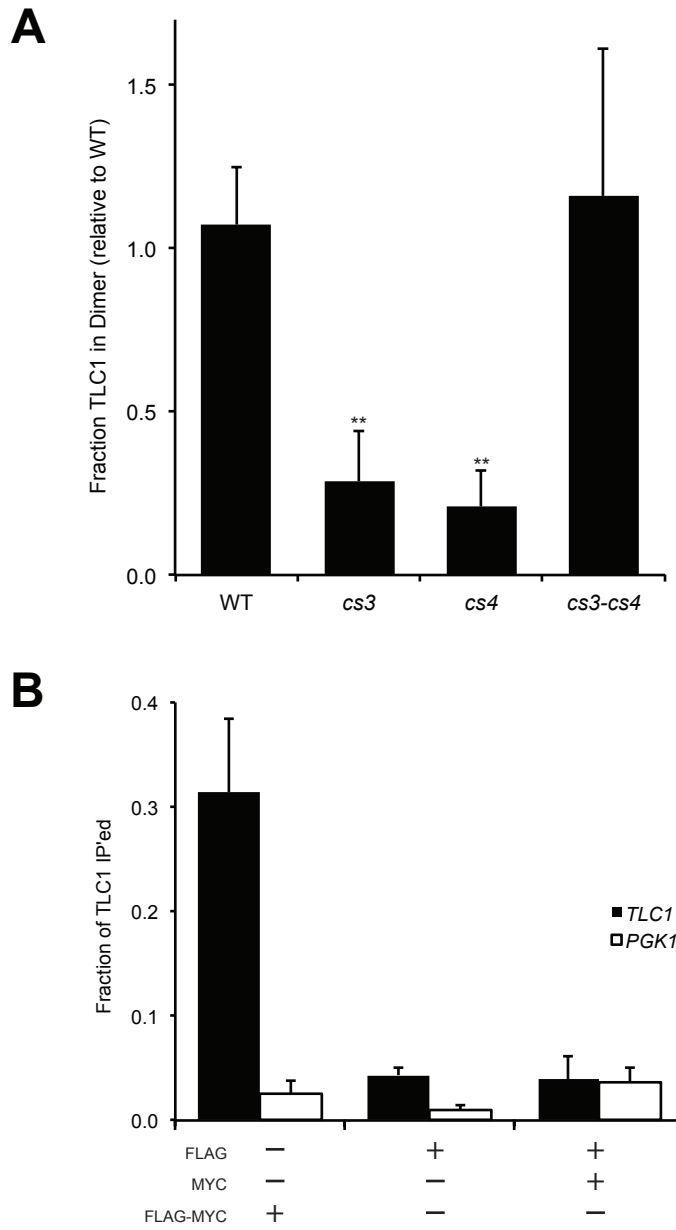 A
Fraction TLC1 in Dimer (relative to WT)
1.5
1.0
0.5
0.0
**
**
WT cs3 cs4 cs3-cs4
B
Fraction of TLC1 IP'ed
0.4
0.3
0.2
0.1
0.0
TLC1
PGK1
FLAG − + +
MYC − − +
FLAG-MYC + − −